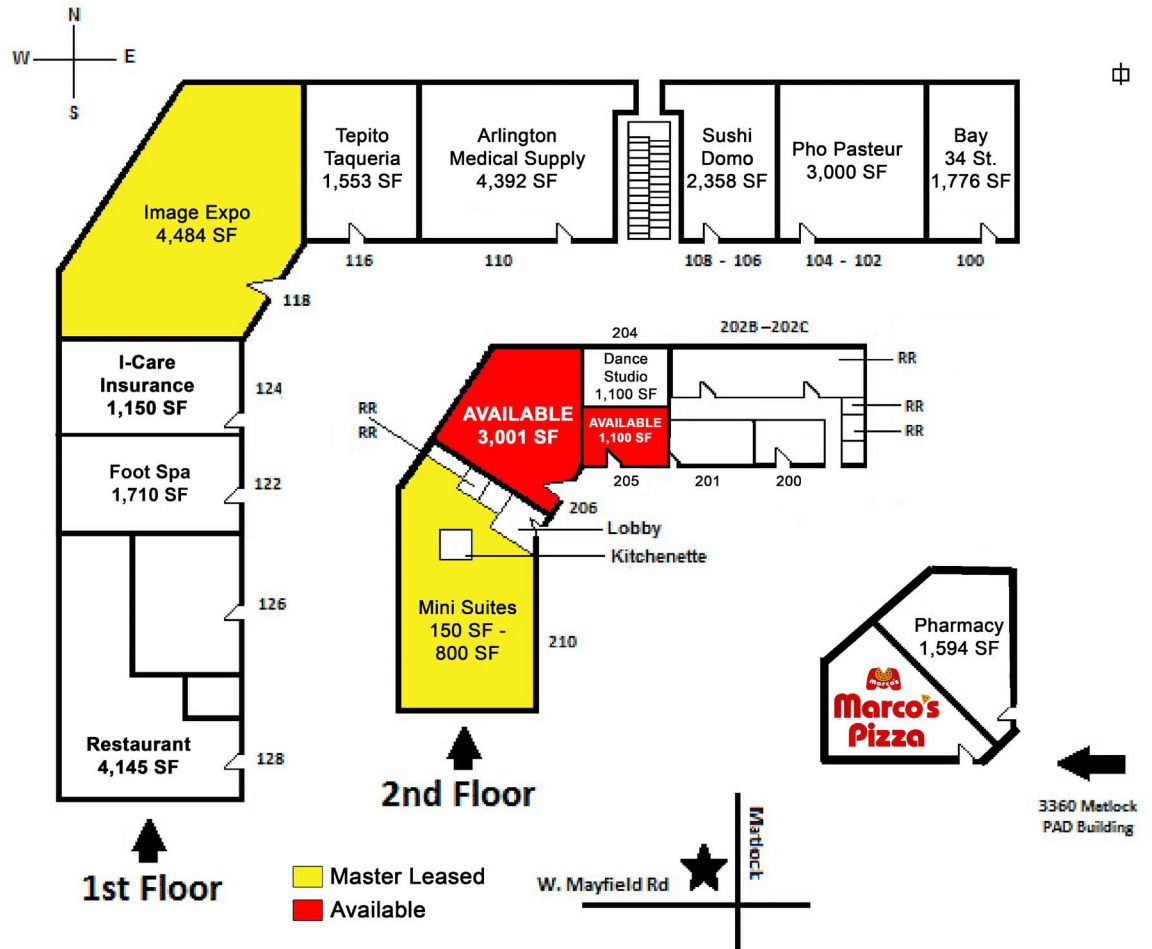 N
W
E
S
Tepito
Taqueria
1,553 SF
Arlington
Medical Supply
4,392 SF
Sushi
Domo
2,358 SF
Pho Pasteur
3,000 SF
Bay
34 St.
1,776 SF
Image Expo
4,484 SF
116
110
108 - 106
104 - 102
100
118
I-Care
Insurance
1,150 SF
124
Foot Spa
1,710 SF
122
126
Restaurant
4,145 SF
128
1st Floor
204
202B-202C
Dance
Studio
1,100 SF
RR
RR
RR
RR
RR
AVAILABLE
3,001 SF
AVAILABLE
1,100 SF
205
201
200
206
Lobby
Kitchenette
Mini Suites
150 SF -
800 SF
210
2nd Floor
Pharmacy
1,594 SF
MARCO'S
Marco's
Pizza
3360 Matlock
PAD Building
Master Leased
Available
W. Mayfield Rd
Matlock